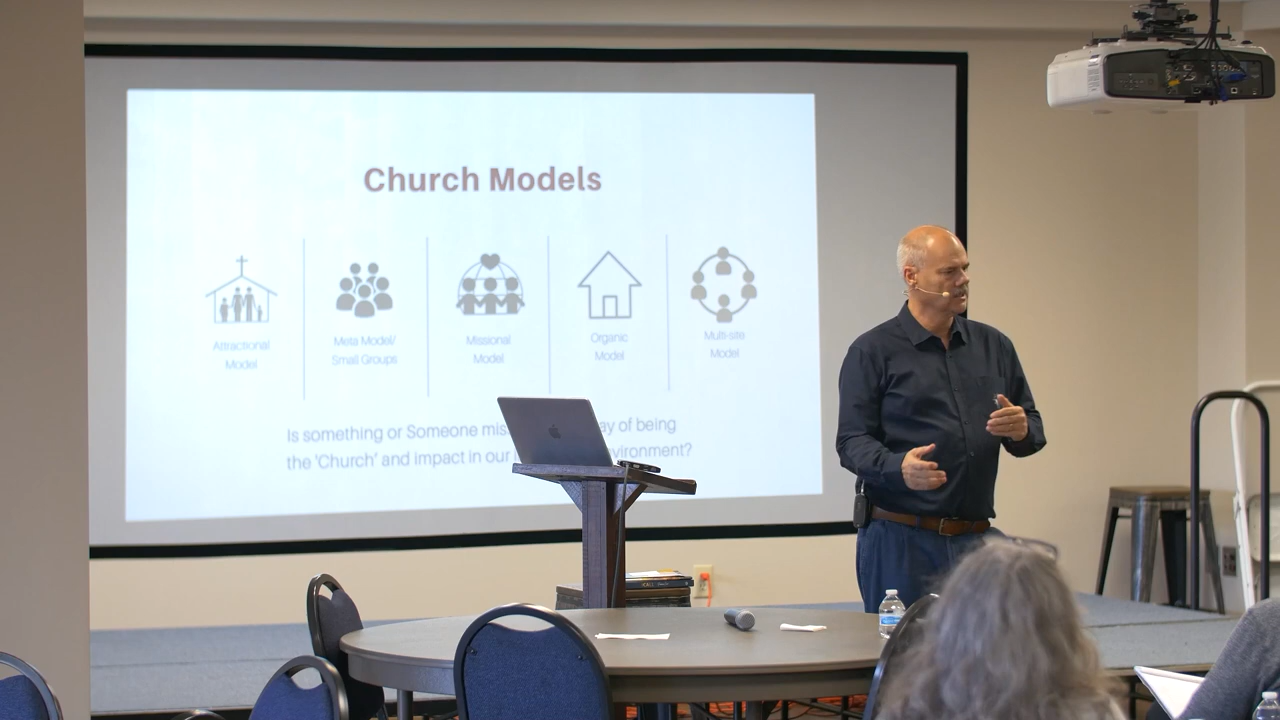 Church Models
Attractional
Model
Meta Model/
Small Groups
Missional
Model
Organic
Model
Multi-site
Model
Is something or Someone mis ay of being
the 'Church' and impact in our vironment?